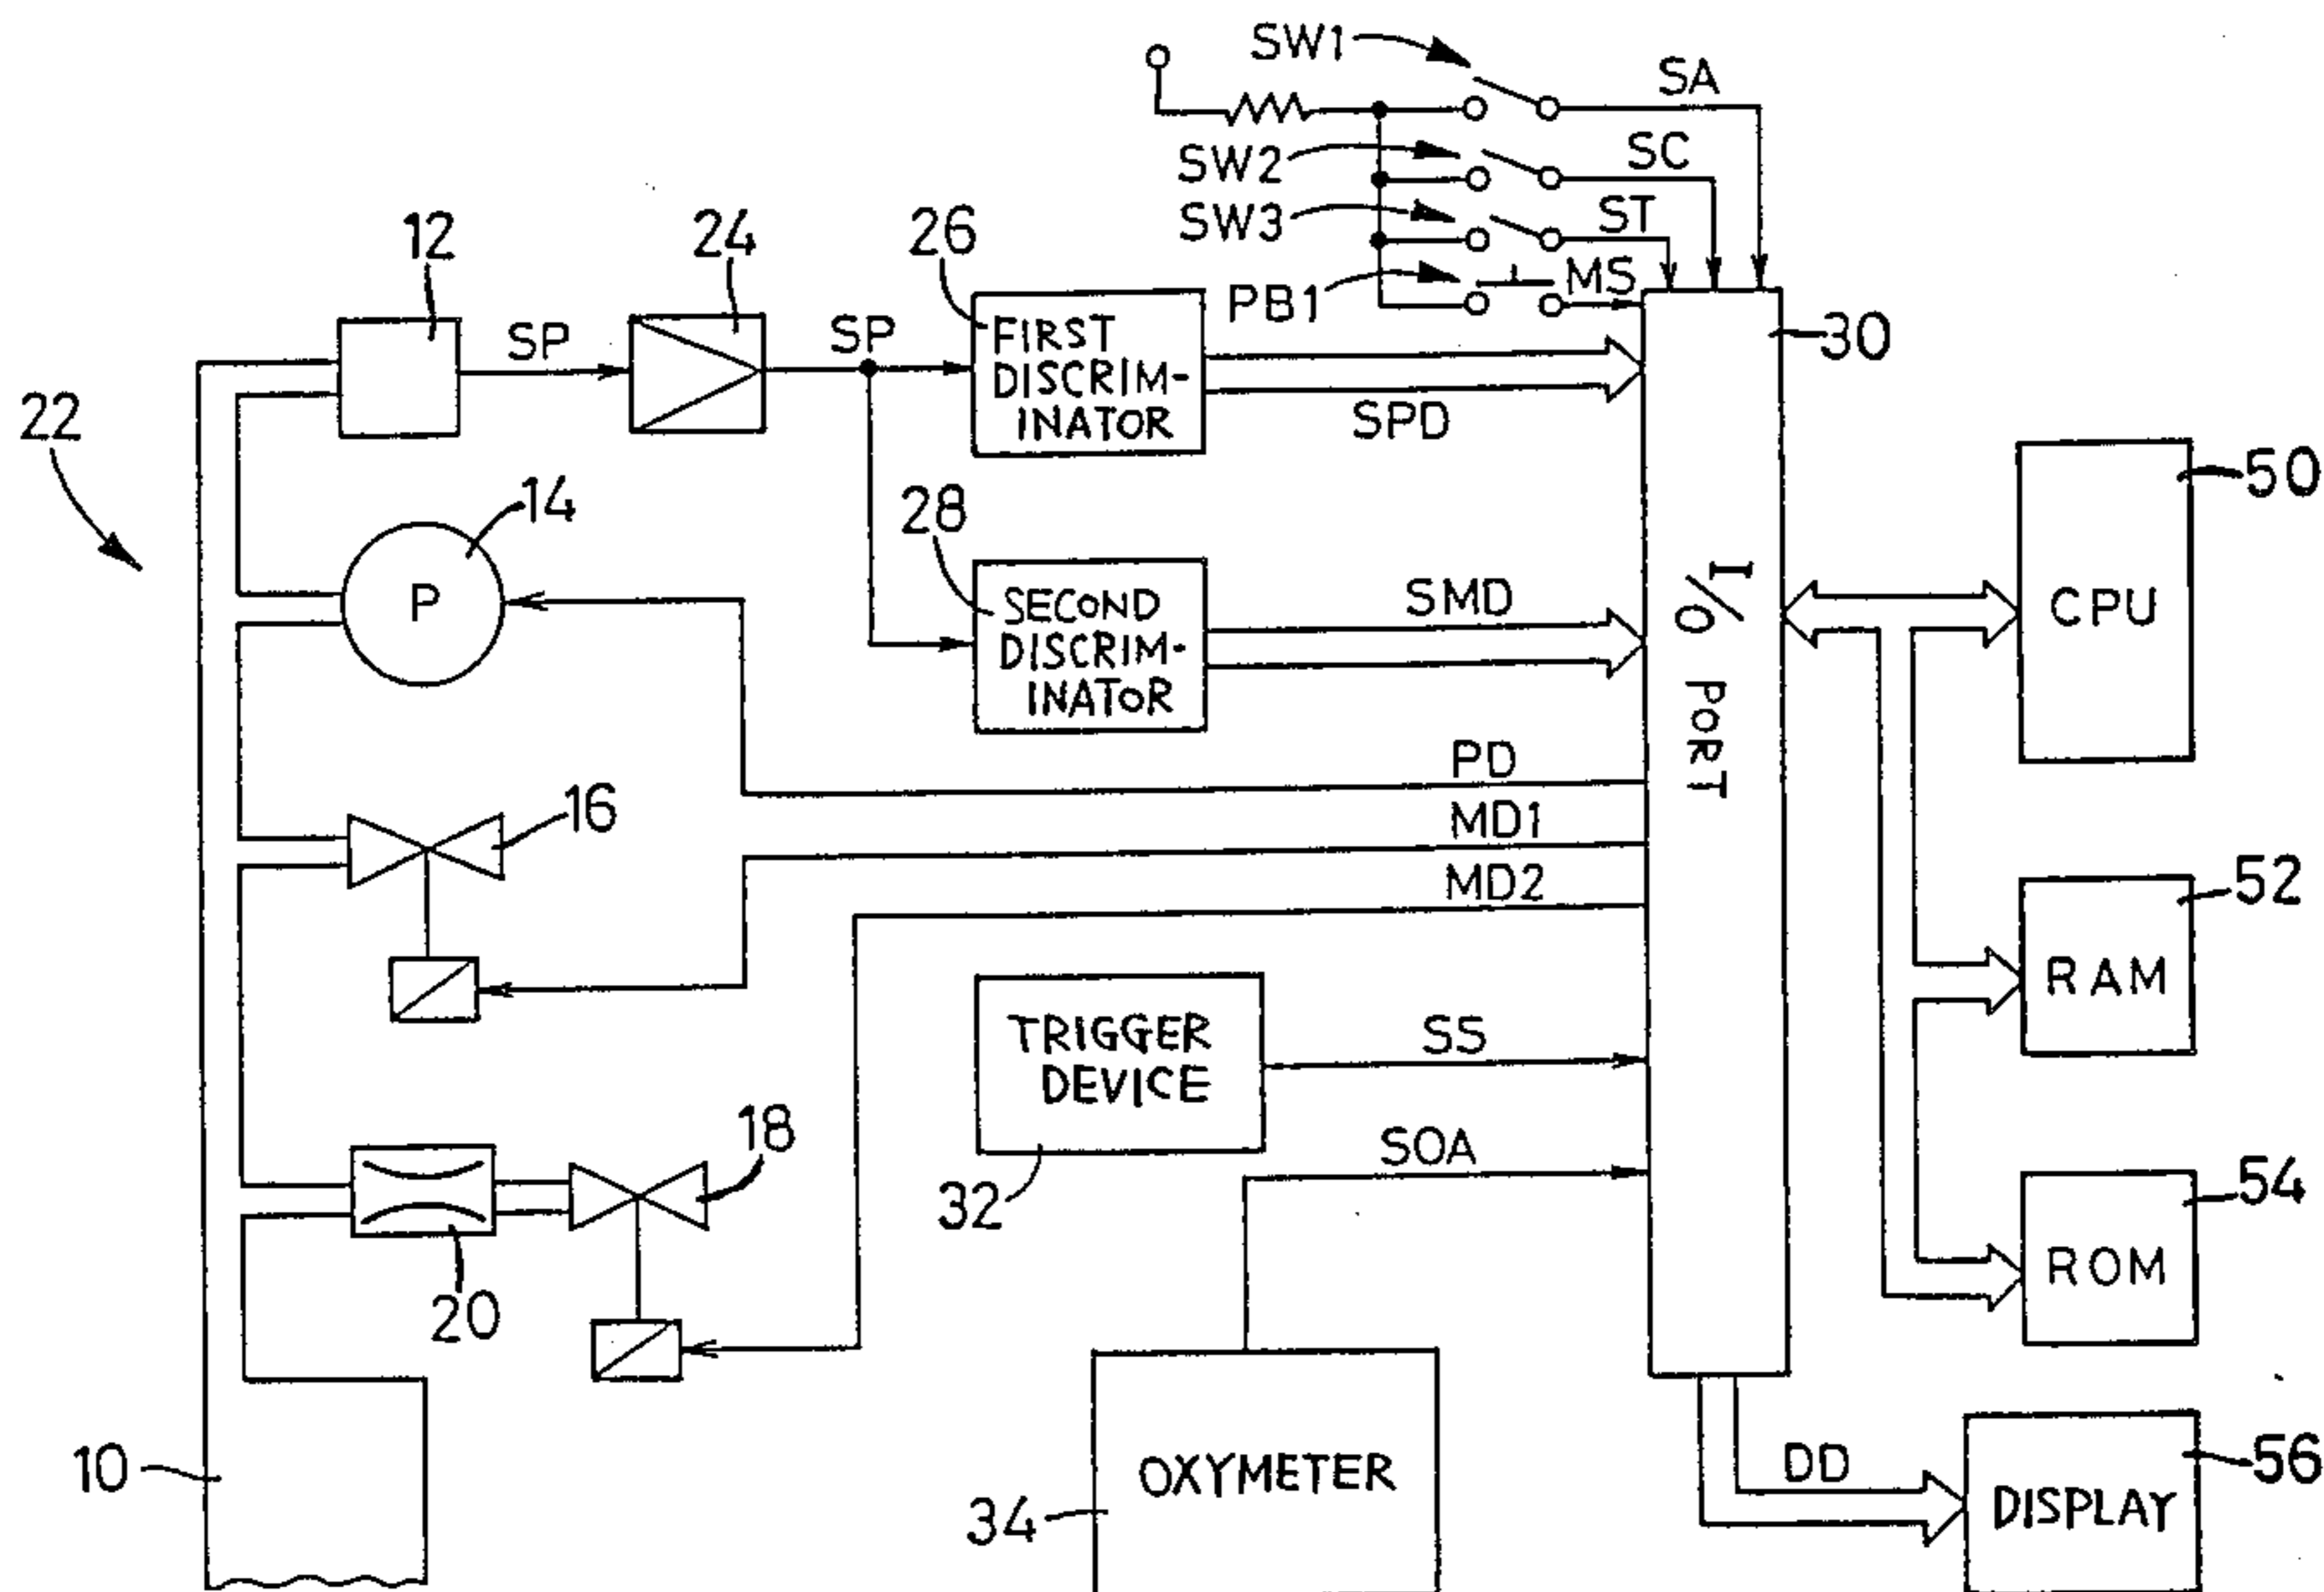 SW1
SA
SW2
SC
SW3
ST
PB1
MS
12
24
26
30
SP
SP
FIRST
DISCRIM-
INATOR
SPD
22
50
14
28
P
I/O PORT
CPU
SECOND
DISCRIM-
INATOR
SMD
PD
16
MD1
MD2
52
RAM
TRIGGER
DEVICE
SS
18
SOA
32
54
20
ROM
10
OXYMETER
34
DD
56
DISPLAY